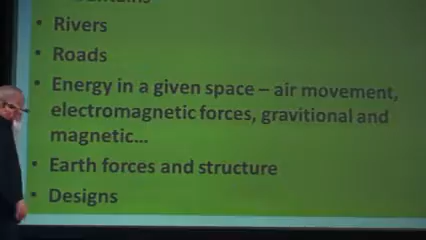 • Rivers
• Roads
• Energy in a given space – air movement,
electromagnetic forces, gravitional and
magnetic...
• Earth forces and structure
• Designs